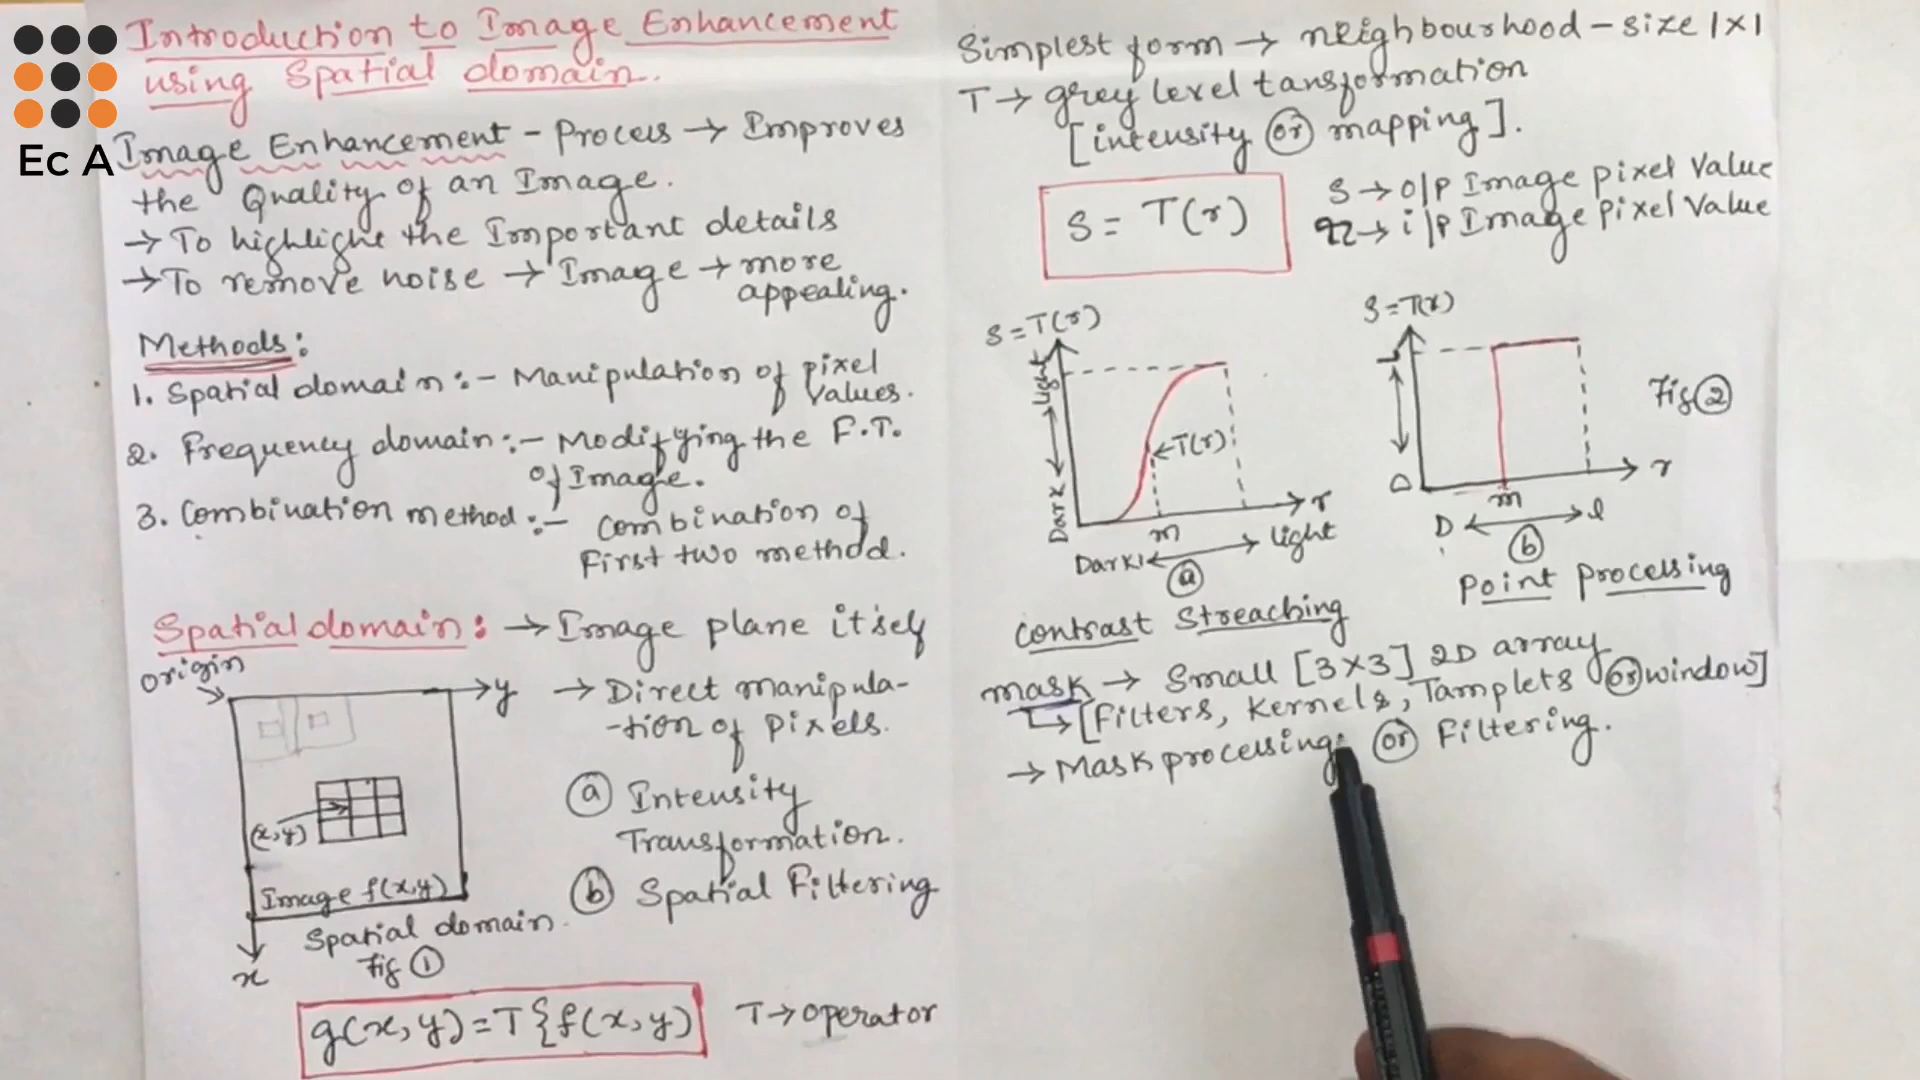 Ec A
Introduction to Image Enhancement
using Spatial domain.
Image Enhancement - Process → Improves
the Quality of an Image.
→ To highlight the Important details
→ To remove noise → Image → more
appealing.
Methods:
1. Spatial domain :- Manipulation of pixel
Values.
2. Frequency domain :- Modifying the F.T.
of Image.
3. Combination method :- Combination of
First two method.
Spatial domain: → Image plane itself
origin
y
→ Direct manipula-
-tion of pixels.
(x,y)
ⓐ Intensity
Transformation.
ⓑ Spatial Filtering
Image f(x,y)
Spatial domain.
Fig ①
x
g(x,y) = T{f(x,y)
T → operator
Simplest form → neighbourhood - size 1x1
T → grey level tansformation
[intensity or mapping].
S = T(r)
S → o/p Image pixel Value
r → i/p Image pixel Value
S = T(r)
Dark ↔ light
T(r)
m
r
Dark ↔ light
ⓐ
Contrast Streaching
S = T(r)
L
D
m
r
D ↔ l
ⓑ
Fig ②
Point Processing
mask → Small [3x3] 2D array
↳ [Filters, Kernels, Tamplets or window]
→ Mask processing or Filtering.